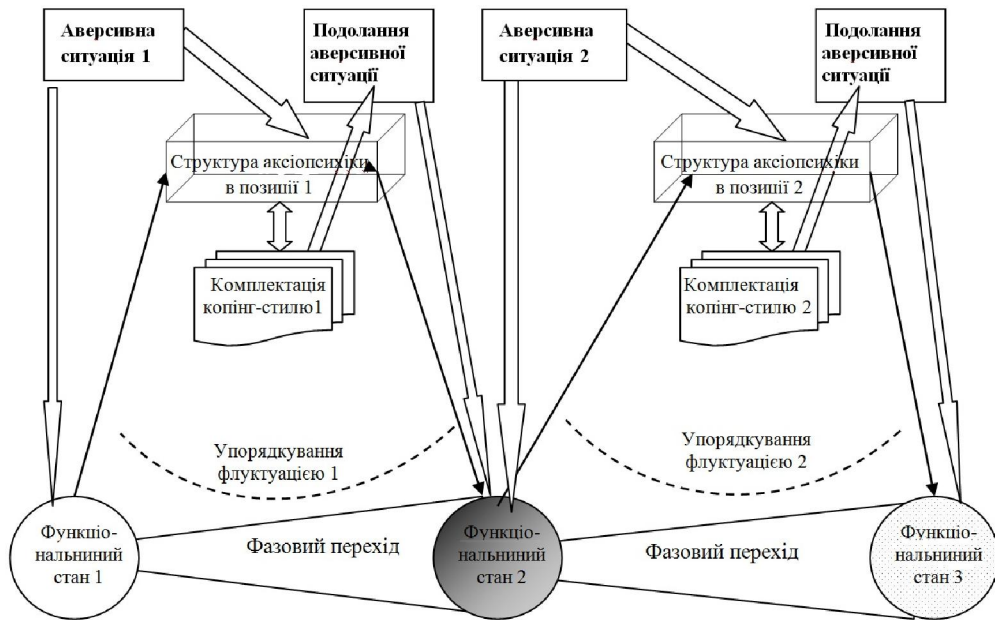 Аверсивна
ситуація 1
Подолання
аверсивної
ситуації
Аверсивна
ситуація 2
Подолання
аверсивної
ситуації
Структура аксіопсихіки
в позиції 1
Структура аксіопсихіки
в позиції 2
Комплектація
копінг-стилю1
Комплектація
копінг-стилю 2
Упорядкування
флуктуацією 1
Упорядкування
флуктуацією 2
Функціо-
нальниний
стан 1
Фазовий перехід
Функціо-
нальниний
стан 2
Фазовий перехід
Функціо-
нальниний
стан 3